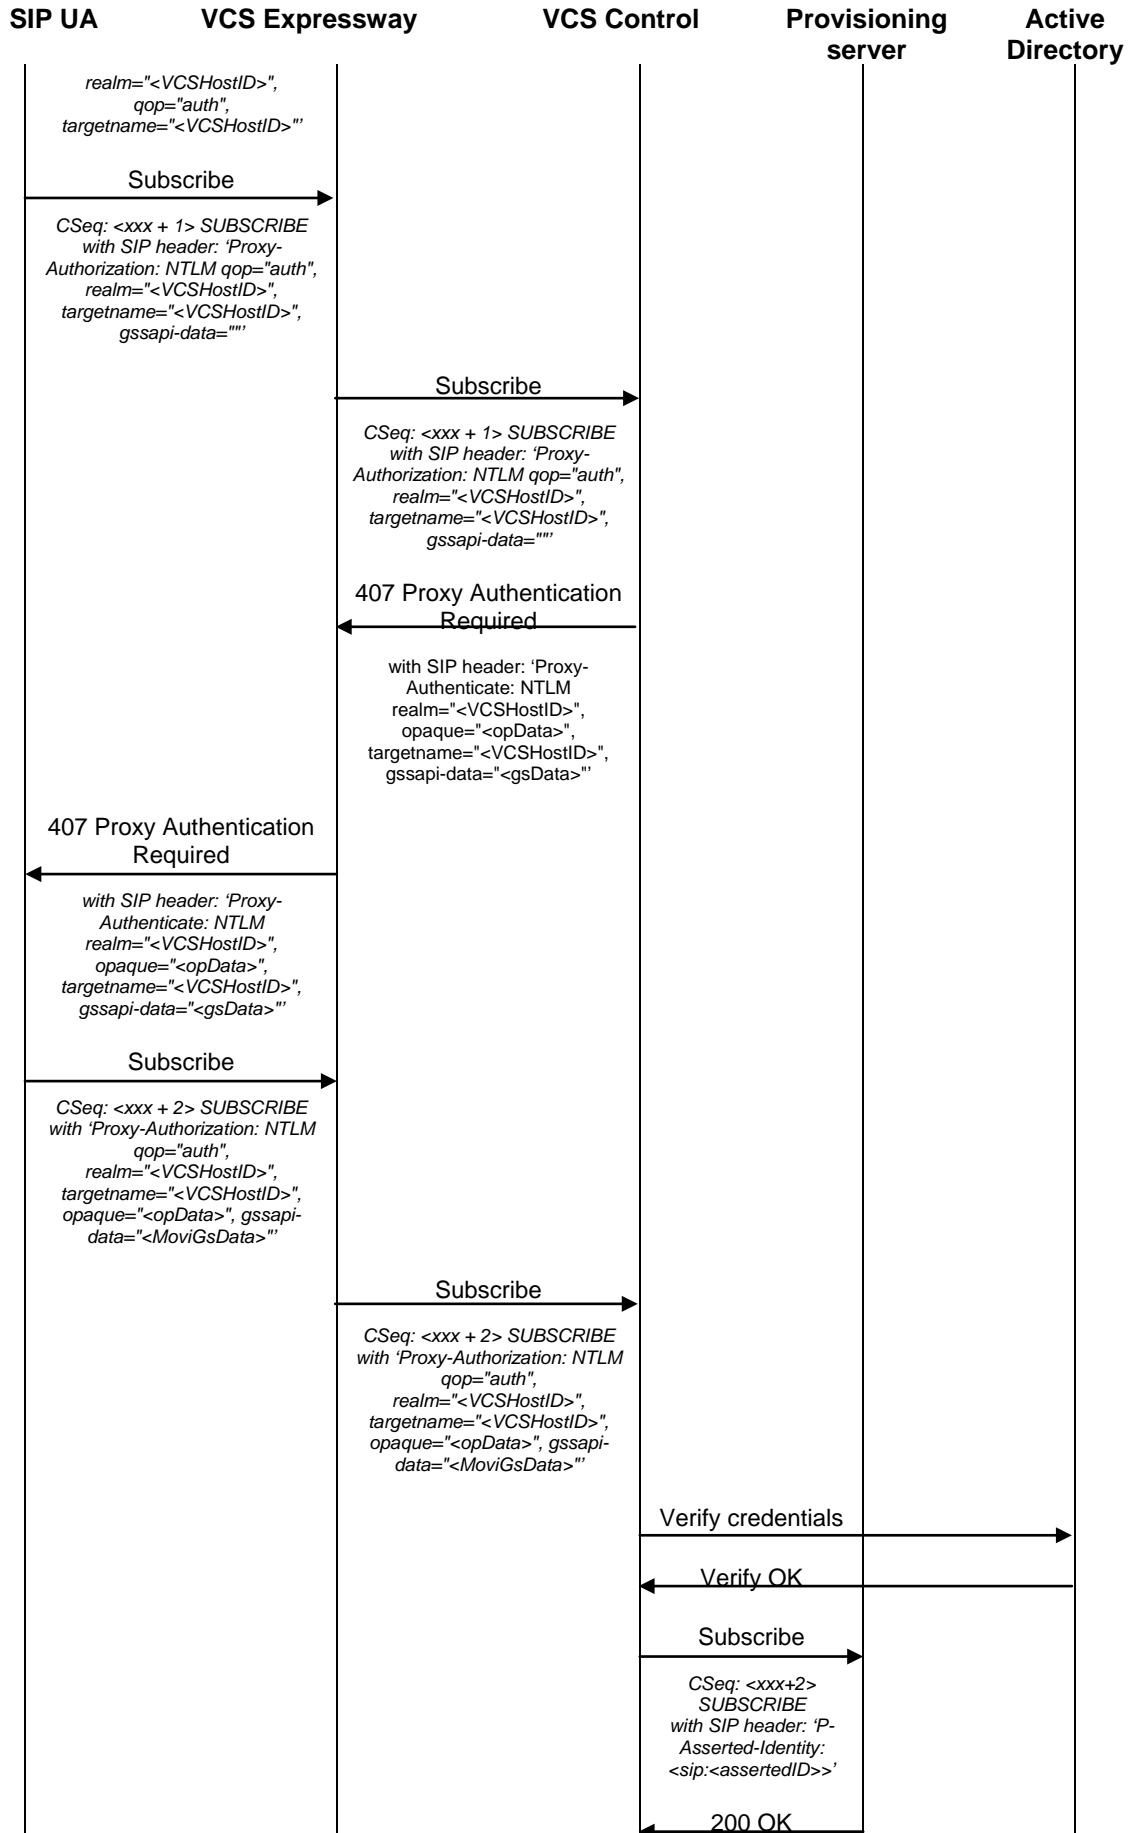 SIP UA
VCS Expressway
VCS Control
Provisioning
server
Active
Directory
realm="<VCSHostID>",
qop="auth",
targetname="<VCSHostID>"’
Subscribe
CSeq: <xxx + 1> SUBSCRIBE
with SIP header: ‘Proxy-
Authorization: NTLM qop="auth",
realm="<VCSHostID>",
targetname="<VCSHostID>",
gssapi-data=""’
Subscribe
CSeq: <xxx + 1> SUBSCRIBE
with SIP header: ‘Proxy-
Authorization: NTLM qop="auth",
realm="<VCSHostID>",
targetname="<VCSHostID>",
gssapi-data=""’
407 Proxy Authentication
Required
with SIP header: ‘Proxy-
Authenticate: NTLM
realm="<VCSHostID>",
opaque="<opData>",
targetname="<VCSHostID>",
gssapi-data="<gsData>"’
407 Proxy Authentication
Required
with SIP header: ‘Proxy-
Authenticate: NTLM
realm="<VCSHostID>",
opaque="<opData>",
targetname="<VCSHostID>",
gssapi-data="<gsData>"’
Subscribe
CSeq: <xxx + 2> SUBSCRIBE
with ‘Proxy-Authorization: NTLM
qop="auth",
realm="<VCSHostID>",
targetname="<VCSHostID>",
opaque="<opData>", gssapi-
data="<MoviGsData>"’
Subscribe
CSeq: <xxx + 2> SUBSCRIBE
with ‘Proxy-Authorization: NTLM
qop="auth",
realm="<VCSHostID>",
targetname="<VCSHostID>",
opaque="<opData>", gssapi-
data="<MoviGsData>"’
Verify credentials
Verify OK
Subscribe
CSeq: <xxx+2>
SUBSCRIBE
with SIP header: ‘P-
Asserted-Identity:
<sip:<assertedID>>’
200 OK